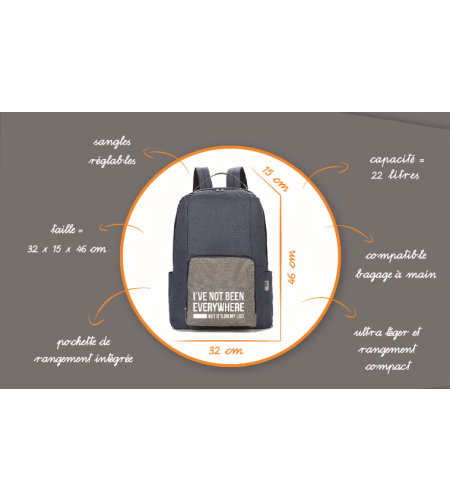 sangles
réglables
capacité =
22 litres
15 cm
taille =
32 x 15 x 46 cm
46 cm
compatible
bagage à main
I'VE NOT BEEN
EVERYWHERE
BUT IT'S ON MY LIST.
32 cm
pochette de
rangement intégrée
ultra léger et
rangement
compact